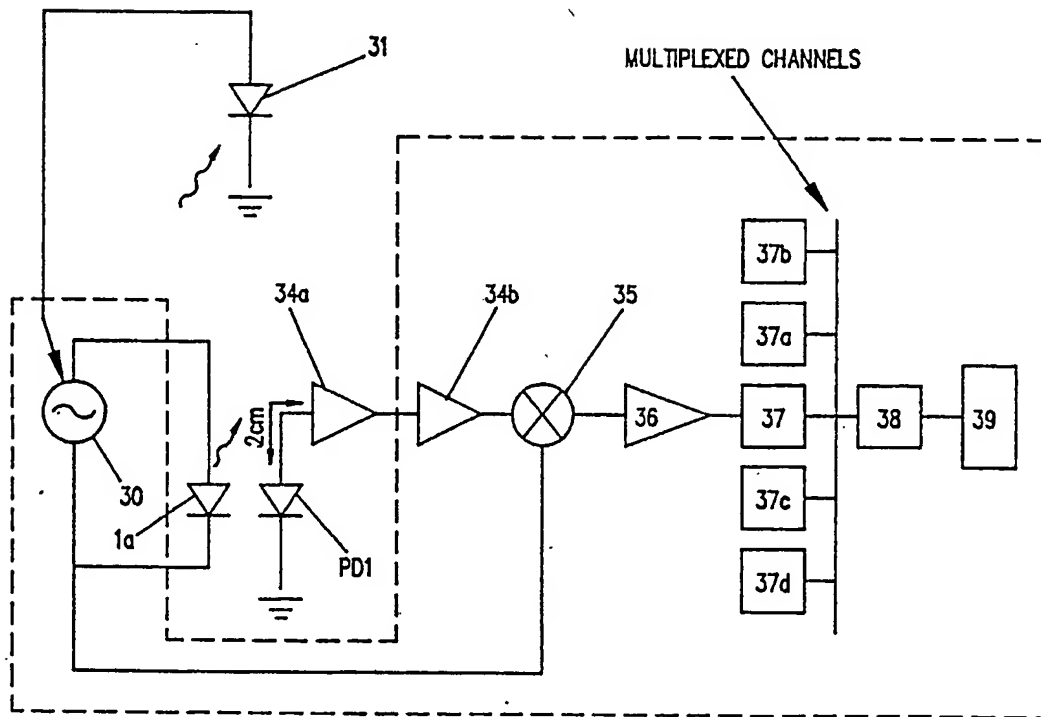 31
MULTIPLEXED CHANNELS
37b
34a
34b
35
37a
2cm
36
37
38
39
30
1a
PD1
37c
37d